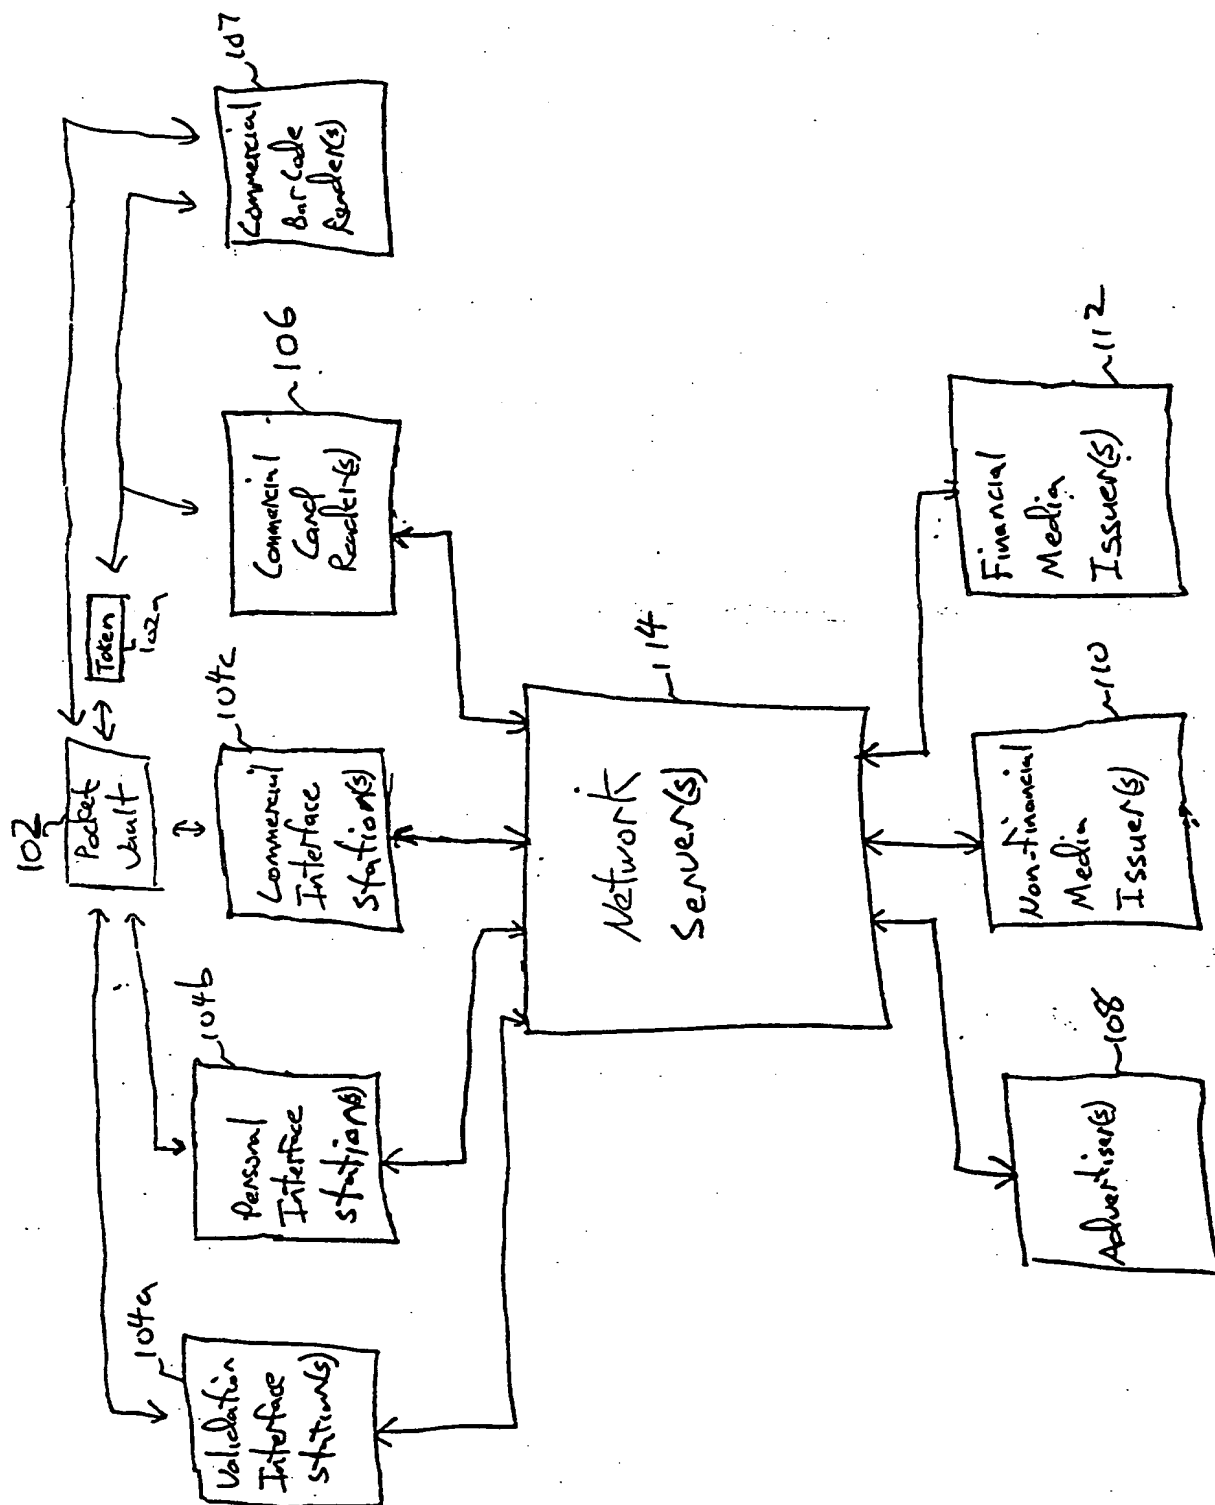 102
Pocket
Vault
Token
102a
104a
Validation
Interface
Station(s)
104b
Personal
Interface
Station(s)
104c
Commercial
Interface
Station(s)
106
Commercial
Card
Reader(s)
107
Commercial
Bar-Code
Reader(s)
Network
Server(s)
114
Advertiser(s)
108
Non-Financial
Media
Issuer(s)
110
Financial
Media
Issuer(s)
112